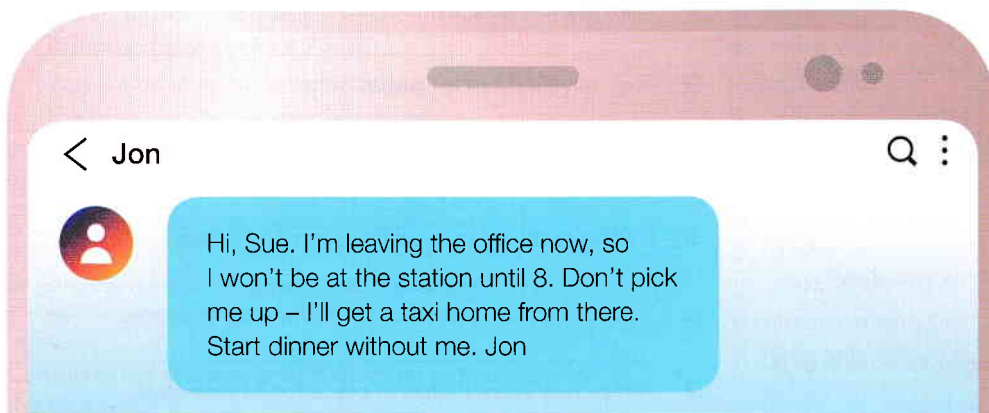 Jon
Hi, Sue. I'm leaving the office now, so
I won't be at the station until 8. Don't pick
me up – I'll get a taxi home from there.
Start dinner without me. Jon